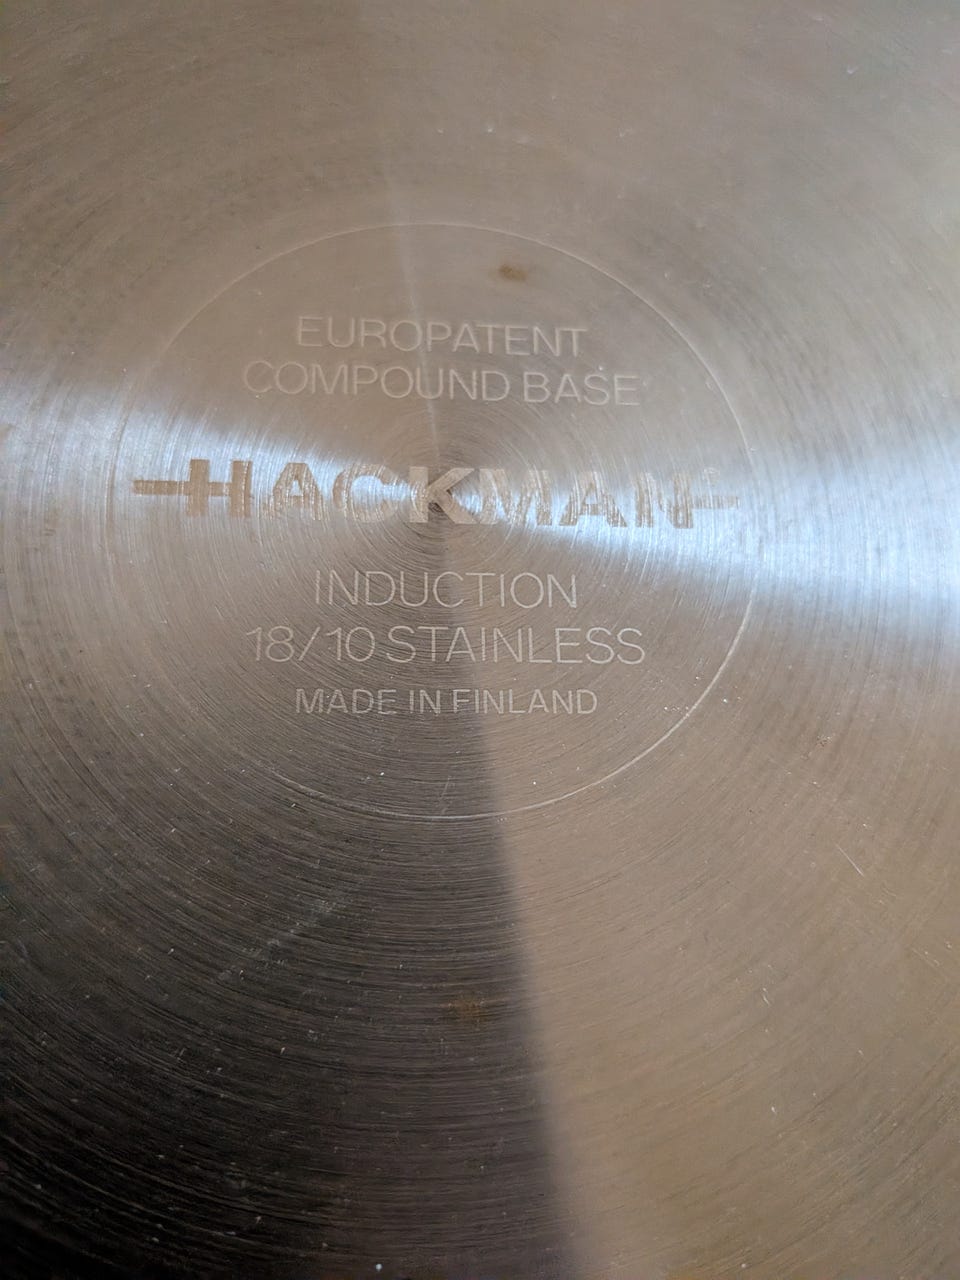 EUROPATENT
COMPOUND BASE
HACKMAN
INDUCTION
18/10 STAINLESS
MADE IN FINLAND